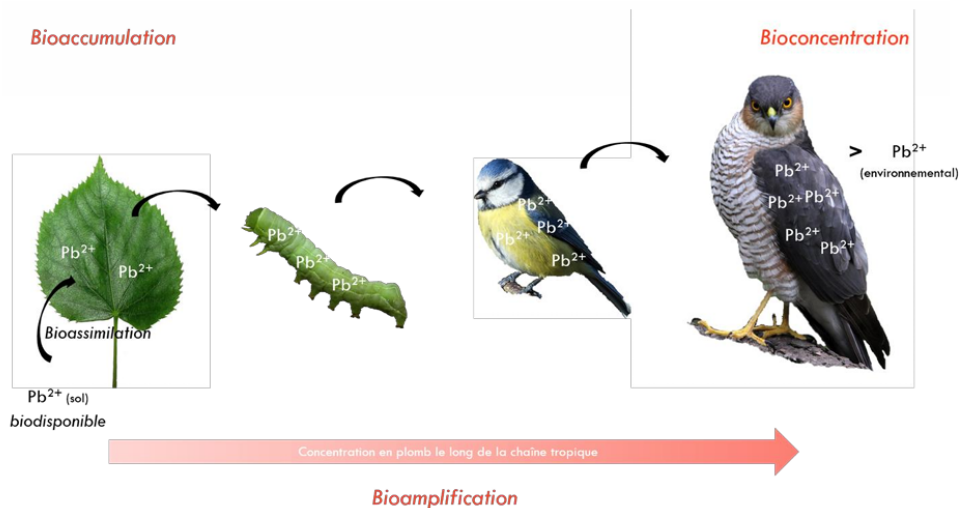 Bioaccumulation
Bioconcentration
Pb²⁺
Pb²⁺
Bioassimilation
Pb²⁺ (sol)
biodisponible
Pb²⁺
Pb²⁺
Pb²⁺
Pb²⁺
Pb²⁺
Pb²⁺
Pb²⁺
Pb²⁺
Pb²⁺ Pb²⁺
Pb²⁺
Pb²⁺
> Pb²⁺
(environnemental)
Concentration en plomb le long de la chaîne tropique
Bioamplification